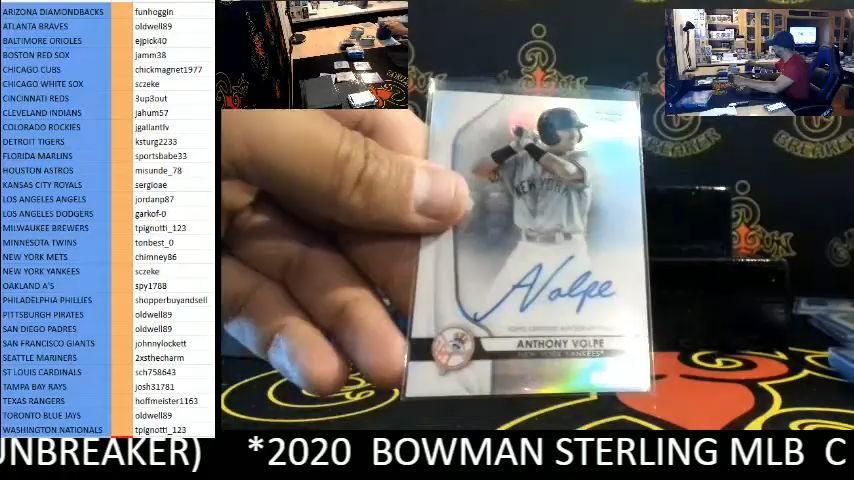 ARIZONA DIAMONDBACKS funhoggin
ATLANTA BRAVES oldwell89
BALTIMORE ORIOLES ejpick40
BOSTON RED SOX jamm38
CHICAGO CUBS chickmagnet1977
CHICAGO WHITE SOX sczeke
CINCINNATI REDS 3up3out
CLEVELAND INDIANS jahum57
COLORADO ROCKIES jgallantlv
DETROIT TIGERS ksturg2233
FLORIDA MARLINS sportsbabe33
HOUSTON ASTROS misunde_78
KANSAS CITY ROYALS sergioae
LOS ANGELES ANGELS jordanp87
LOS ANGELES DODGERS garkof-0
MILWAUKEE BREWERS tpignotti_123
MINNESOTA TWINS tonbest_0
NEW YORK METS chimney86
NEW YORK YANKEES sczeke
OAKLAND A'S spy1788
PHILADELPHIA PHILLIES shopperbuyandsell
PITTSBURGH PIRATES oldwell89
SAN DIEGO PADRES oldwell89
SAN FRANCISCO GIANTS johnnylockett
SEATTLE MARINERS 2xsthecharm
ST LOUIS CARDINALS sch758643
TAMPA BAY RAYS josh31781
TEXAS RANGERS hoffmeister1163
TORONTO BLUE JAYS oldwell89
WASHINGTON NATIONALS tpignotti_123
BREAKER
NEW YORK
AVolpe
ANTHONY VOLPE
NEW YORK YANKEES
UNBREAKER) *2020 BOWMAN STERLING MLB C